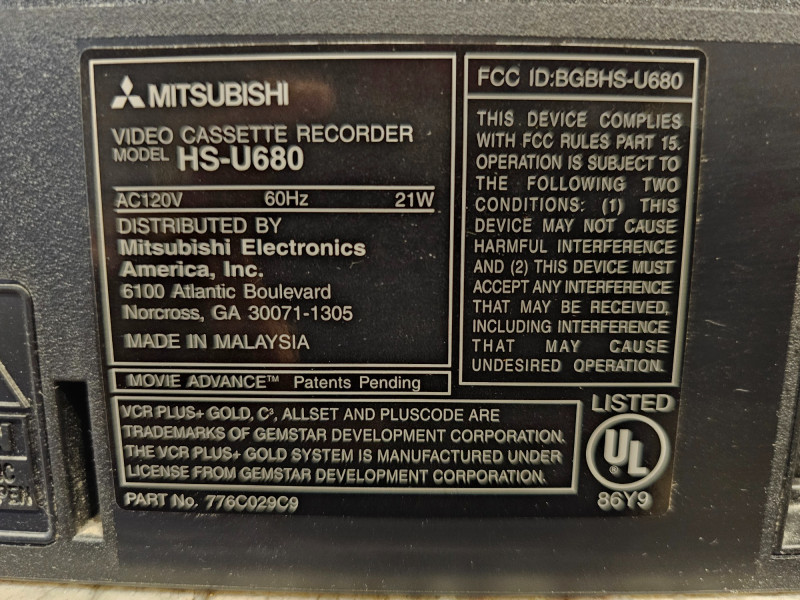 MITSUBISHI
VIDEO CASSETTE RECORDER
MODEL HS-U680
AC120V 60Hz 21W
DISTRIBUTED BY
Mitsubishi Electronics
America, Inc.
6100 Atlantic Boulevard
Norcross, GA 30071-1305
MADE IN MALAYSIA
MOVIE ADVANCE™ Patents Pending
FCC ID:BGBHS-U680
THIS DEVICE COMPLIES
WITH FCC RULES PART 15.
OPERATION IS SUBJECT TO
THE FOLLOWING TWO
CONDITIONS: (1) THIS
DEVICE MAY NOT CAUSE
HARMFUL INTERFERENCE
AND (2) THIS DEVICE MUST
ACCEPT ANY INTERFERENCE
THAT MAY BE RECEIVED,
INCLUDING INTERFERENCE
THAT MAY CAUSE
UNDESIRED OPERATION.
VCR PLUS+ GOLD, C³, ALLSET AND PLUSCODE ARE
TRADEMARKS OF GEMSTAR DEVELOPMENT CORPORATION.
THE VCR PLUS+ GOLD SYSTEM IS MANUFACTURED UNDER
LICENSE FROM GEMSTAR DEVELOPMENT CORPORATION.
PART No. 776C029C9
LISTED
UL
86Y9